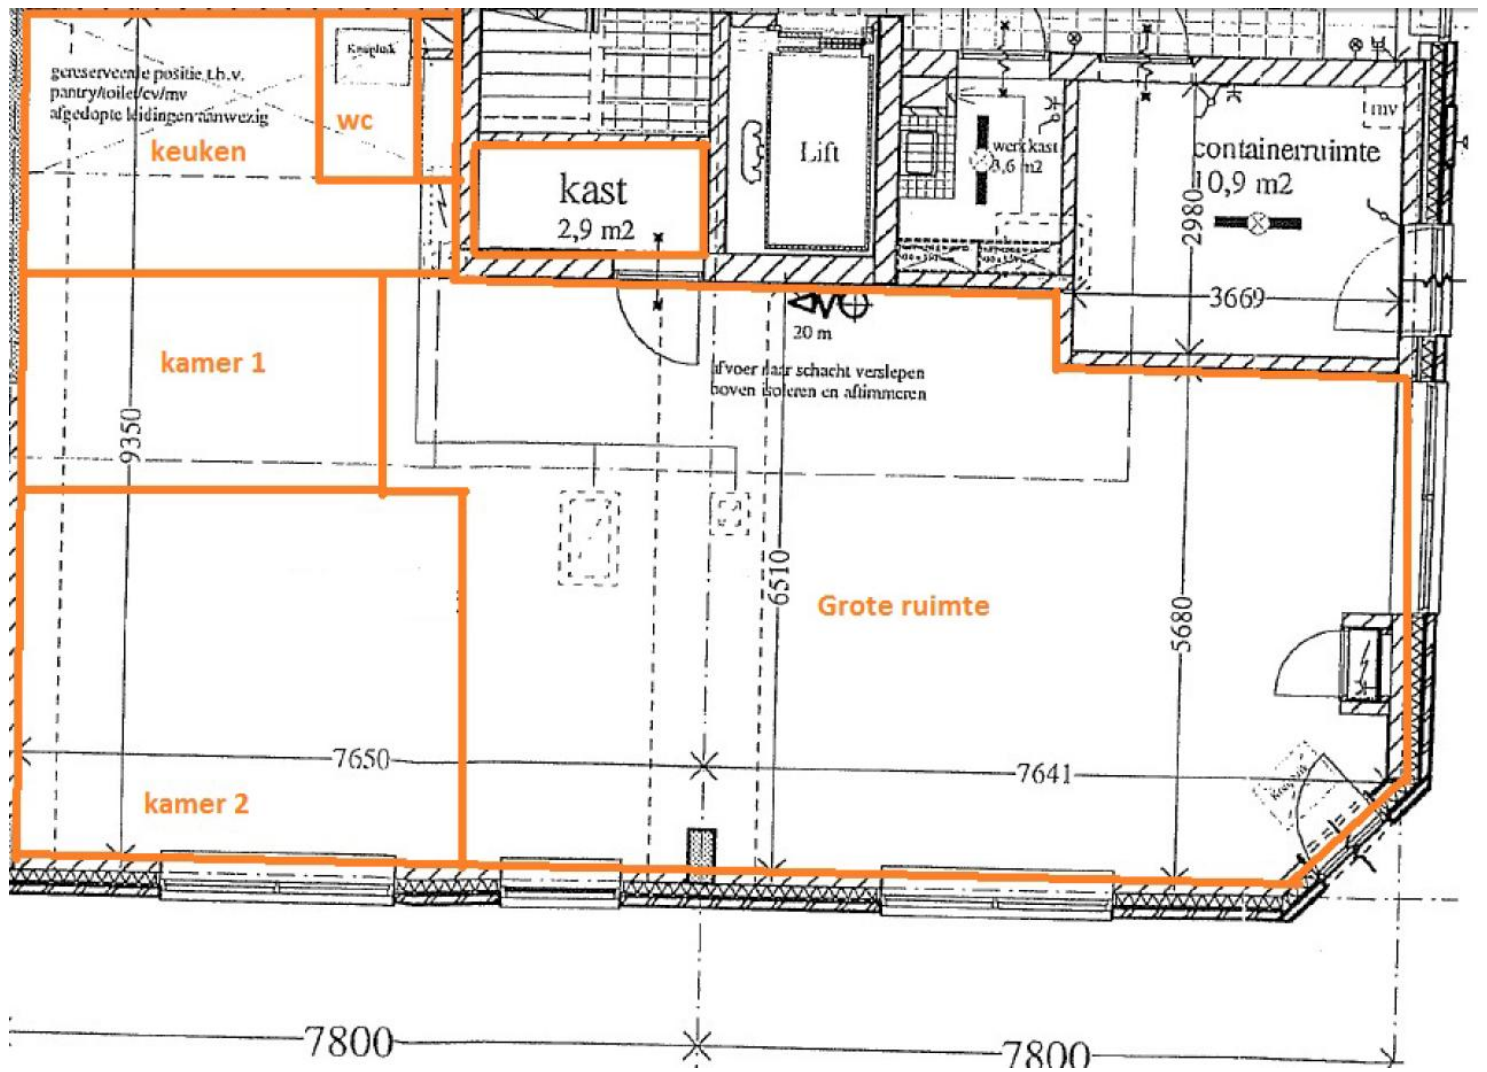 Kruipluik
gereserveerde positie t.b.v.
pantry/toilet/cv/mv
afgedopte leidingen aanwezig
wc
keuken
kast
2,9 m2
Lift
werkkast
3,6 m2
mv
containerruimte
10,9 m2
2980
3669
20 m
afvoer naar schacht verslepen
boven isoleren en aftimmeren
kamer 1
9350
6510
Grote ruimte
5680
7650
7641
kamer 2
7800
7800